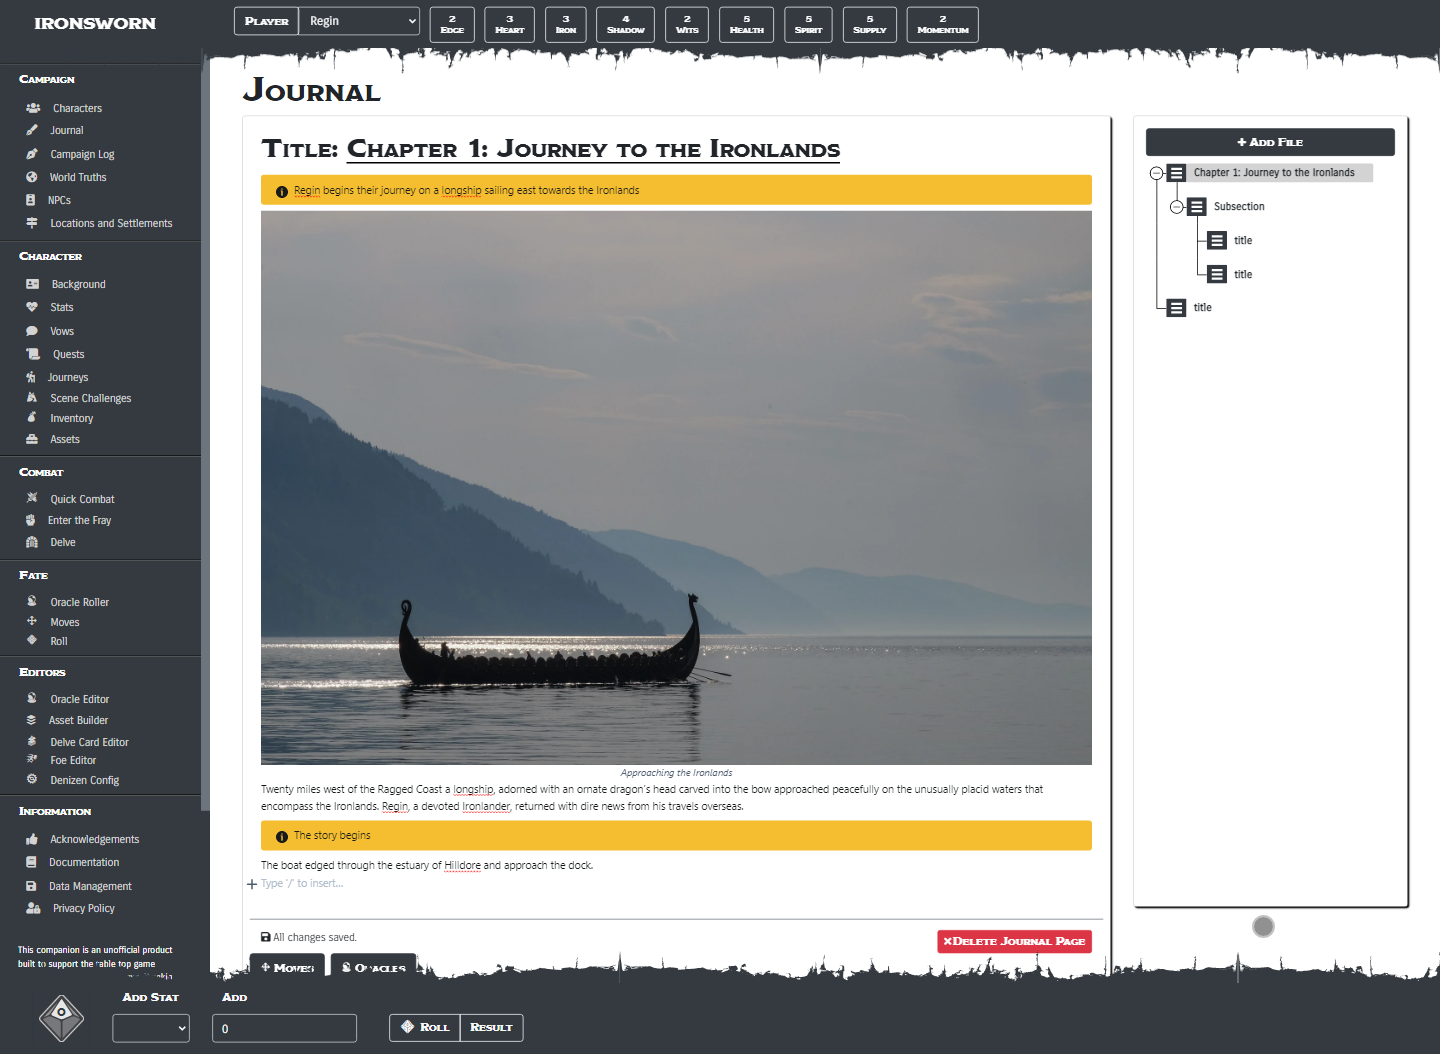 IRONSWORN
Player
Regin
2
Edge
3
Heart
3
Iron
4
Shadow
2
Wits
5
Health
5
Spirit
5
Supply
2
Momentum
Campaign
Characters
Journal
Campaign Log
World Truths
NPCs
Locations and Settlements
Character
Background
Stats
Vows
Quests
Journeys
Scene Challenges
Inventory
Assets
Combat
Quick Combat
Enter the Fray
Delve
Fate
Oracle Roller
Moves
Roll
Editors
Oracle Editor
Asset Builder
Delve Card Editor
Foe Editor
Denizen Config
Information
Acknowledgements
Documentation
Data Management
Privacy Policy
This companion is an unofficial product
built to support the table top game
Journal
Title: Chapter 1: Journey to the Ironlands
Regin begins their journey on a longship sailing east towards the Ironlands
Approaching the Ironlands
Twenty miles west of the Ragged Coast a longship, adorned with an ornate dragon's head carved into the bow approached peacefully on the unusually placid waters that
encompass the Ironlands. Regin, a devoted Ironlander, returned with dire news from his travels overseas.
The story begins
The boat edged through the estuary of Hilldore and approach the dock.
Type '/' to insert...
All changes saved.
Delete Journal Page
Moves
Oracles
+ Add File
Chapter 1: Journey to the Ironlands
Subsection
title
title
title
Add Stat
Add
0
Roll
Result